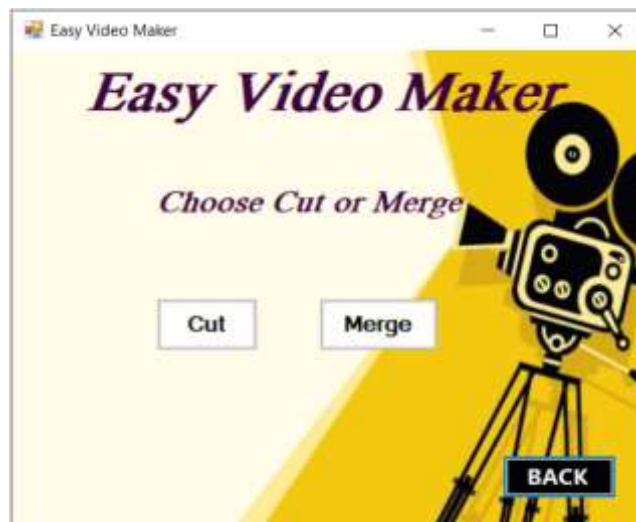 Easy Video Maker
Easy Video Maker
Choose Cut or Merge
Cut
Merge
BACK